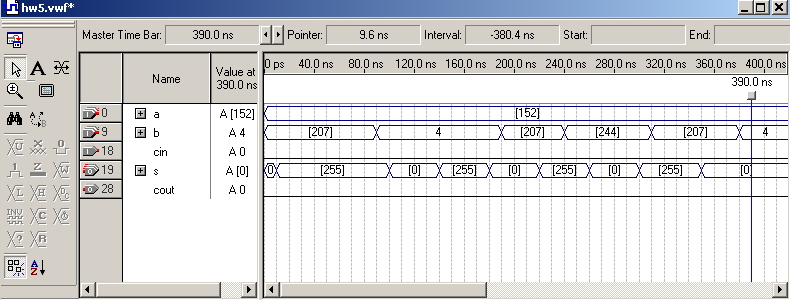 hw5.vwf*
Master Time Bar: 390.0 ns Pointer: 9.6 ns Interval: -380.4 ns Start: End:
Name Value at 390.0 ns
0 ps 40.0 ns 80.0 ns 120.0 ns 160.0 ns 200.0 ns 240.0 ns 280.0 ns 320.0 ns 360.0 ns 400.0 ns
390.0 ns
0 a A [152] [152]
9 b A 4 [207] 4 [207] [244] [207] 4
18 cin A 0
19 s A [0] 0 [255] [0] [255] [0] [255] [0] [255] [0]
28 cout A 0